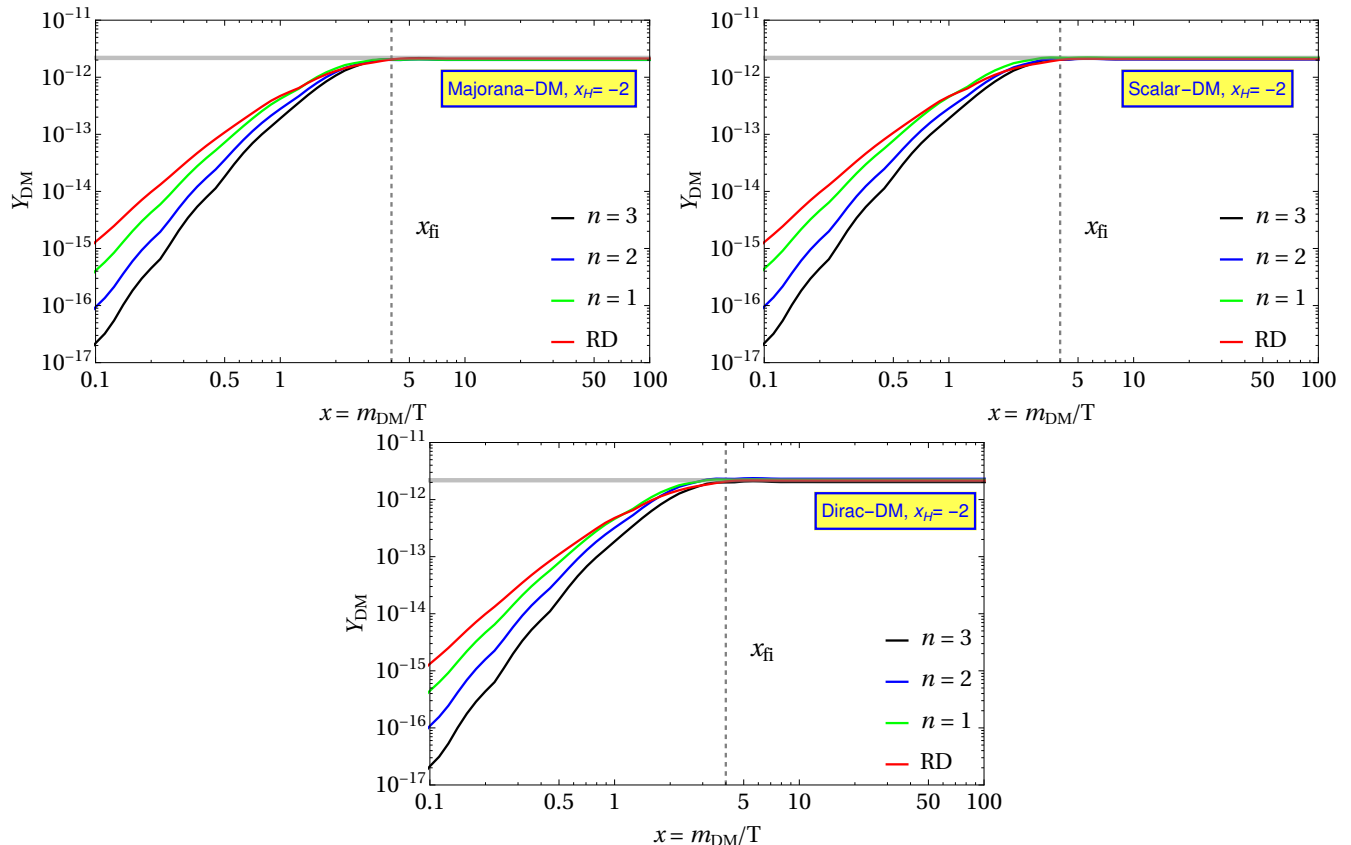 10⁻¹¹
10⁻¹²
10⁻¹³
10⁻¹⁴
10⁻¹⁵
10⁻¹⁶
10⁻¹⁷
Y_DM
Majorana-DM, x_H = -2
x_fi
n = 3
n = 2
n = 1
RD
0.1 0.5 1 5 10 50 100
x = m_DM/T
10⁻¹¹
10⁻¹²
10⁻¹³
10⁻¹⁴
10⁻¹⁵
10⁻¹⁶
10⁻¹⁷
Y_DM
Scalar-DM, x_H = -2
x_fi
n = 3
n = 2
n = 1
RD
0.1 0.5 1 5 10 50 100
x = m_DM/T
10⁻¹¹
10⁻¹²
10⁻¹³
10⁻¹⁴
10⁻¹⁵
10⁻¹⁶
10⁻¹⁷
Y_DM
Dirac-DM, x_H = -2
x_fi
n = 3
n = 2
n = 1
RD
0.1 0.5 1 5 10 50 100
x = m_DM/T